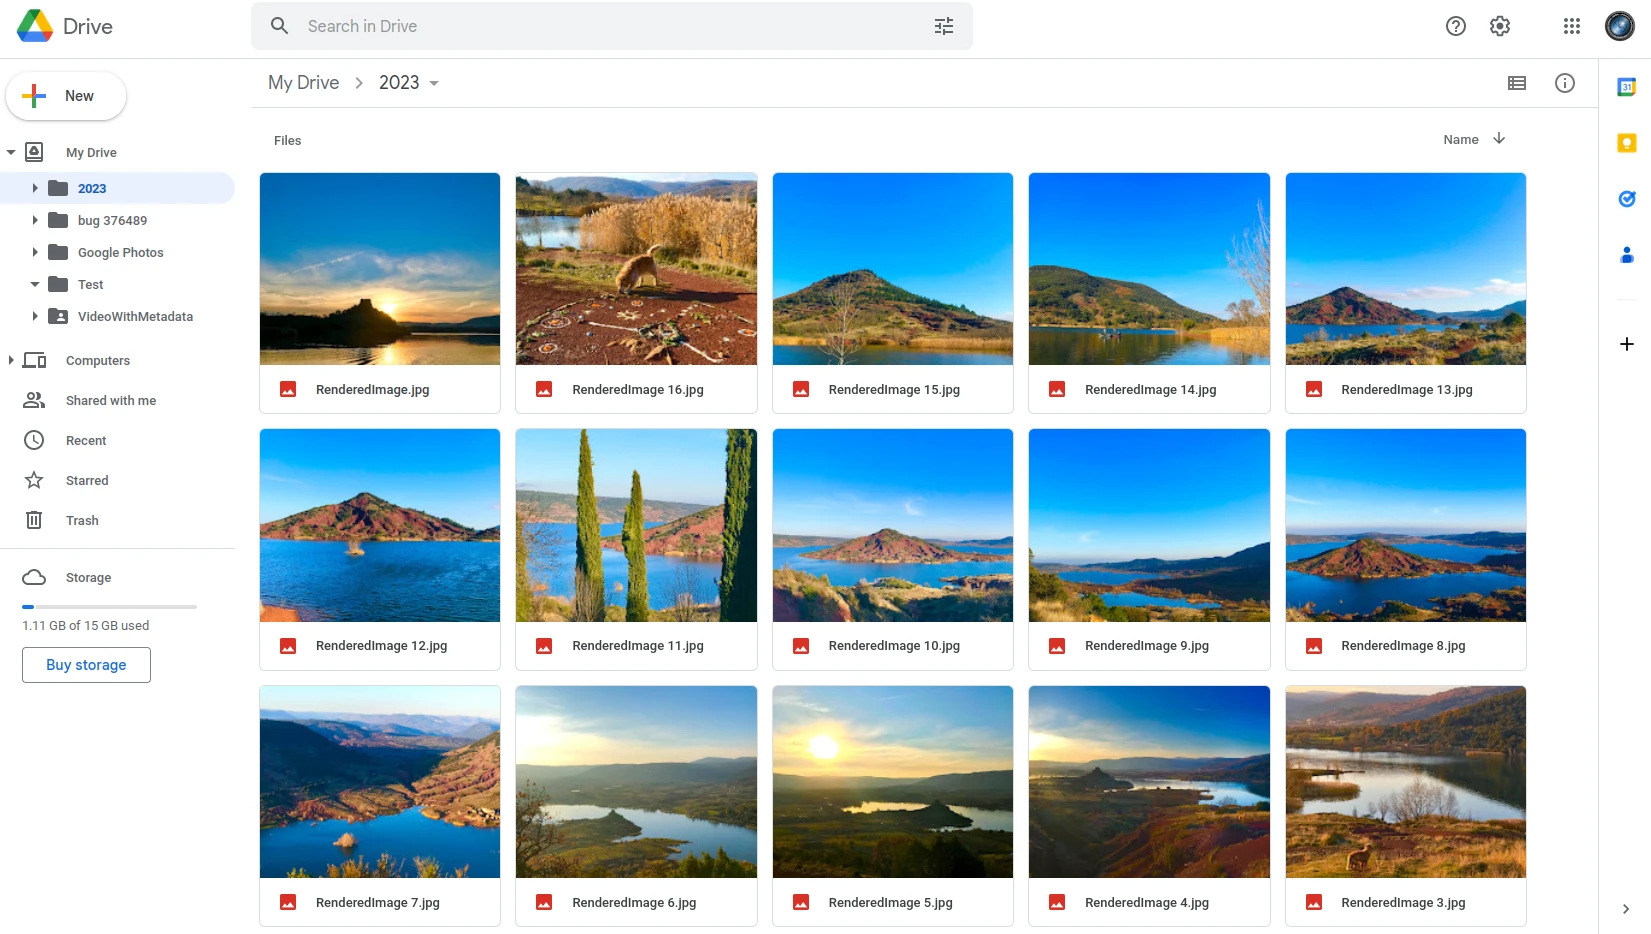 Drive
Search in Drive
New
My Drive
2023
bug 376489
Google Photos
Test
VideoWithMetadata
Computers
Shared with me
Recent
Starred
Trash
Storage
1.11 GB of 15 GB used
Buy storage
My Drive > 2023
Files
Name
RenderedImage.jpg
RenderedImage 16.jpg
RenderedImage 15.jpg
RenderedImage 14.jpg
RenderedImage 13.jpg
RenderedImage 12.jpg
RenderedImage 11.jpg
RenderedImage 10.jpg
RenderedImage 9.jpg
RenderedImage 8.jpg
RenderedImage 7.jpg
RenderedImage 6.jpg
RenderedImage 5.jpg
RenderedImage 4.jpg
RenderedImage 3.jpg
31